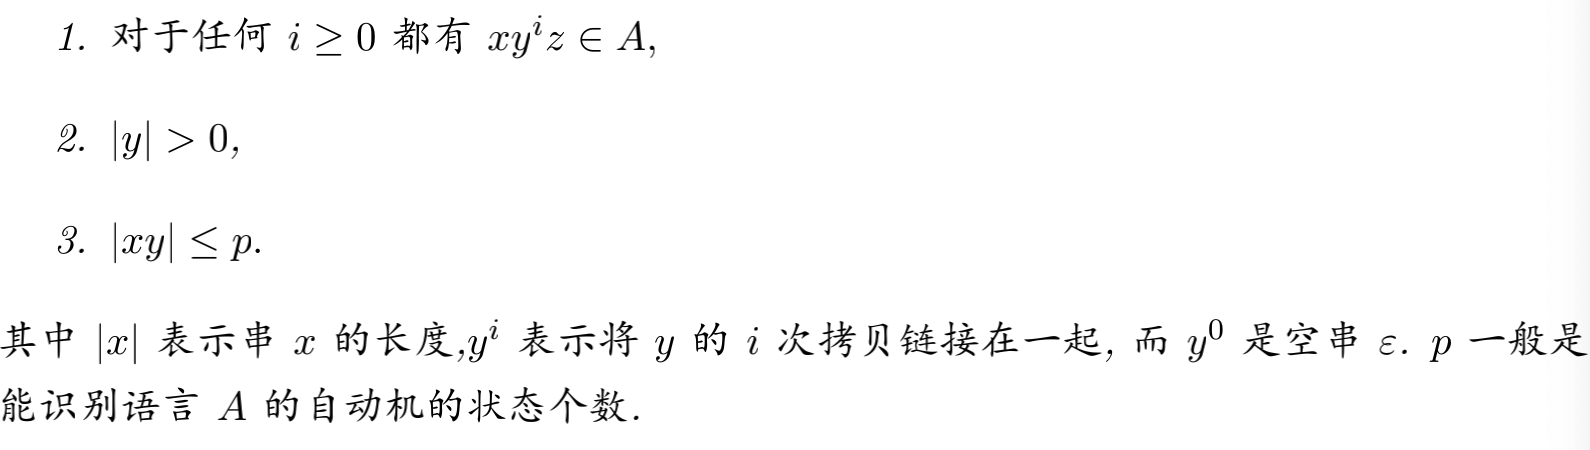 1. 对于任何 $i \geq 0$ 都有 $xy^iz \in A$,
2. $|y| > 0$,
3. $|xy| \leq p$.
其中 $|x|$ 表示串 $x$ 的长度,$y^i$ 表示将 $y$ 的 $i$ 次拷贝链接在一起, 而 $y^0$ 是空串 $\varepsilon$. $p$ 一般是
能识别语言 $A$ 的自动机的状态个数.